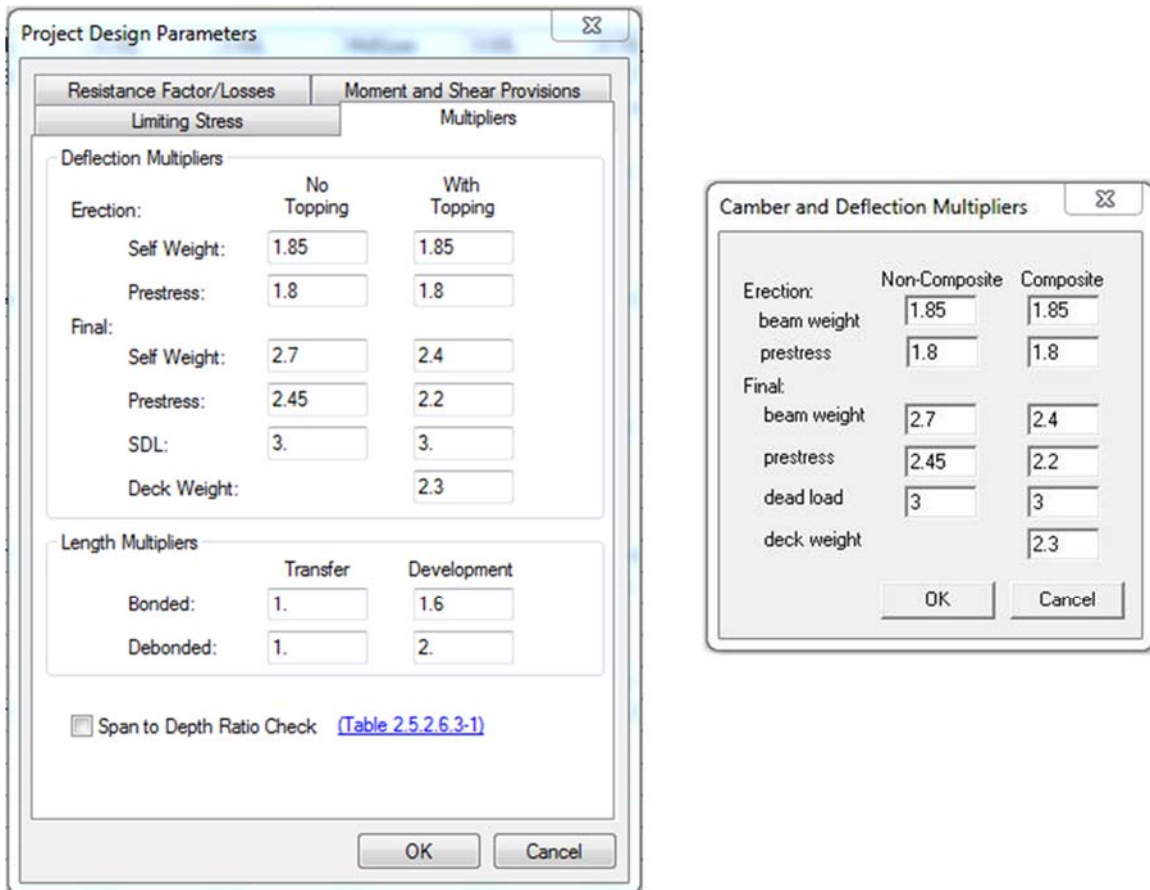 Project Design Parameters
Resistance Factor/Losses Moment and Shear Provisions
Limiting Stress Multipliers
Deflection Multipliers
No With
Erection: Topping Topping
Self Weight: 1.85 1.85
Prestress: 1.8 1.8
Final:
Self Weight: 2.7 2.4
Prestress: 2.45 2.2
SDL: 3. 3.
Deck Weight: 2.3
Length Multipliers
Transfer Development
Bonded: 1. 1.6
Debonded: 1. 2.
Span to Depth Ratio Check (Table 2.5.2.6.3-1)
OK Cancel
Camber and Deflection Multipliers
Non-Composite Composite
Erection:
beam weight 1.85 1.85
prestress 1.8 1.8
Final:
beam weight 2.7 2.4
prestress 2.45 2.2
dead load 3 3
deck weight 2.3
OK Cancel